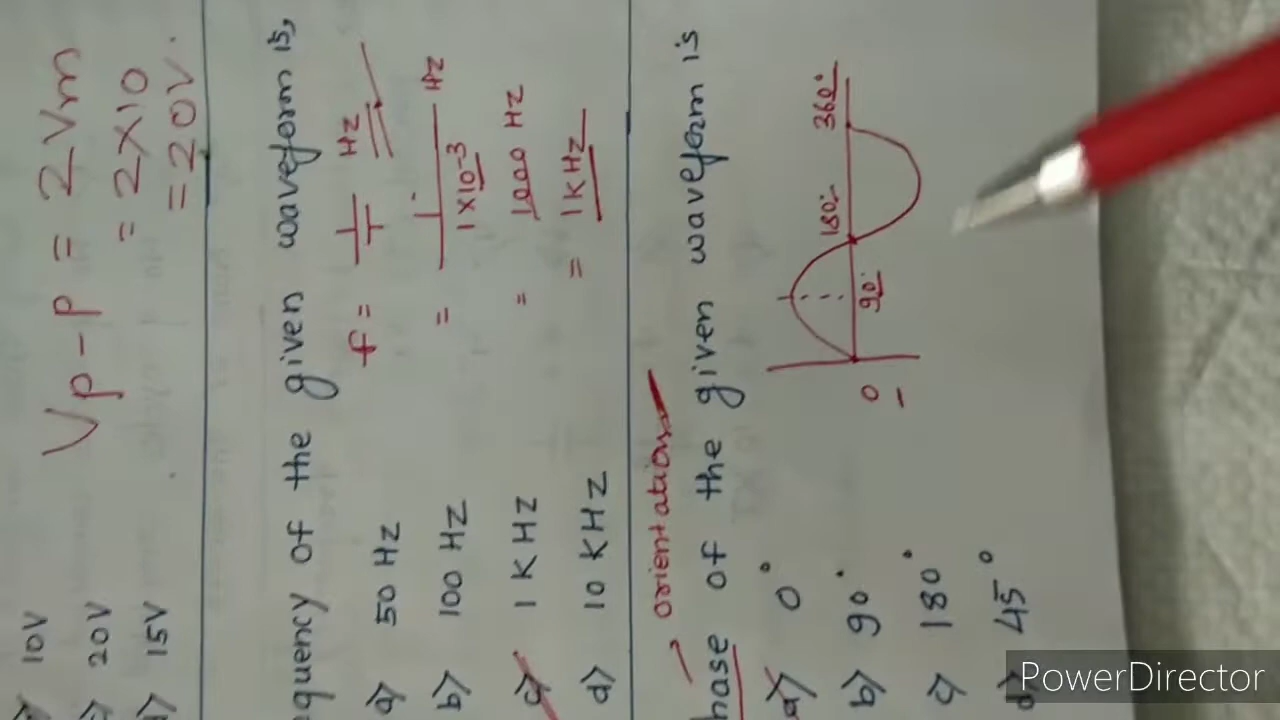 10V
20V
15V
Vp-p = 2Vm
= 2×10
= 20V.
quency of the given waveform is,
a) 50 Hz
b) 100 Hz
c) 1 KHz
d) 10 KHz
f = 1/T Hz
= 1/1×10-3 Hz
= 1000 Hz
= 1KHz
→ orientation
hase of the given waveform is
a) 0°
b) 90°
c) 180°
d) 45°
0
90°
180°
360°
PowerDirector